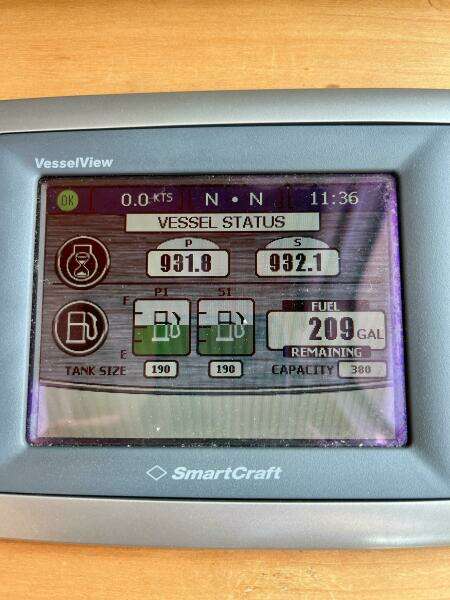 VesselView
OK 0.0 KTS N • N 11:36
VESSEL STATUS
P S
931.8 932.1
F P1 S1 FUEL
209 GAL
E REMAINING
TANK SIZE 190 190 CAPACITY 380
SmartCraft